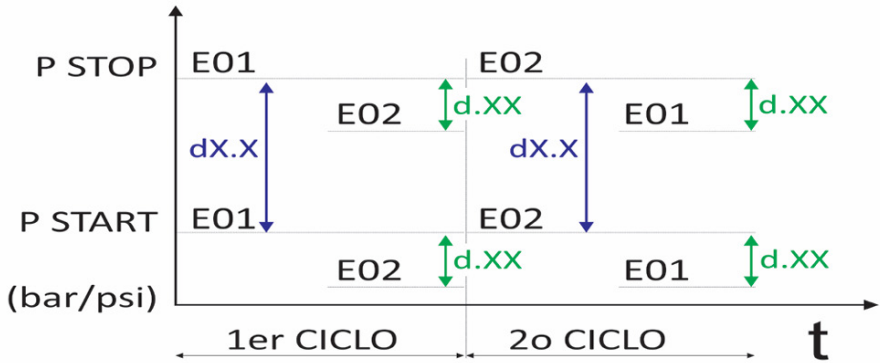 P STOP E01 E02
d.XX d.XX
E02 E01
dX.X dX.X
P START E01 E02
d.XX d.XX
E02 E01
(bar/psi)
1er CICLO 2o CICLO t